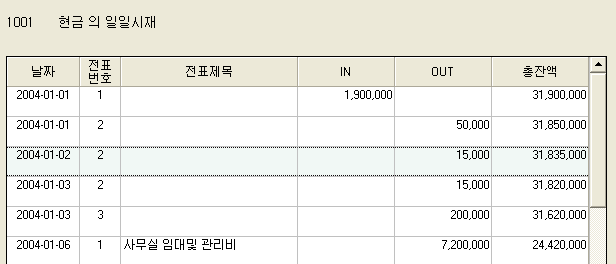 1001 현금 의 일일시재
날짜 전표번호 전표제목 IN OUT 총잔액
2004-01-01 1 1,900,000 31,900,000
2004-01-01 2 50,000 31,850,000
2004-01-02 2 15,000 31,835,000
2004-01-03 2 15,000 31,820,000
2004-01-03 3 200,000 31,620,000
2004-01-06 1 사무실 임대및 관리비 7,200,000 24,420,000